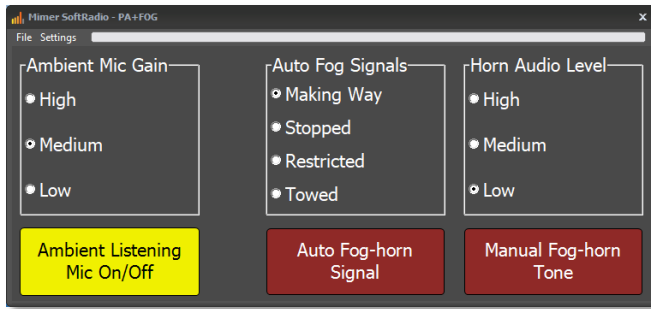 Mimer SoftRadio - PA+FOG
x
File Settings
Ambient Mic Gain
High
Medium
Low
Auto Fog Signals
Making Way
Stopped
Restricted
Towed
Horn Audio Level
High
Medium
Low
Ambient Listening
Mic On/Off
Auto Fog-horn
Signal
Manual Fog-horn
Tone